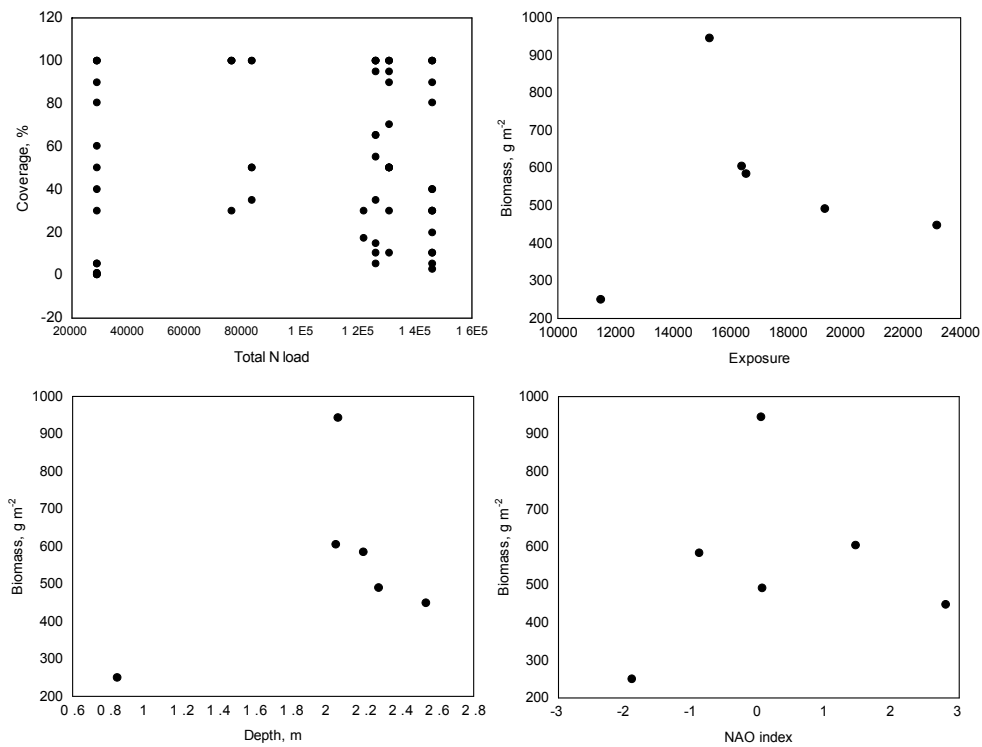 120
100
80
60
40
20
0
-20
Coverage, %
20000 40000 60000 80000 1 E5 1.2E5 1.4E5 1.6E5
Total N load
1000
900
800
700
600
500
400
300
200
Biomass, g m-2
10000 12000 14000 16000 18000 20000 22000 24000
Exposure
1000
900
800
700
600
500
400
300
200
Biomass, g m-2
0.6 0.8 1 1.2 1.4 1.6 1.8 2 2.2 2.4 2.6 2.8
Depth, m
1000
900
800
700
600
500
400
300
200
Biomass, g m-2
-3 -2 -1 0 1 2 3
NAO index